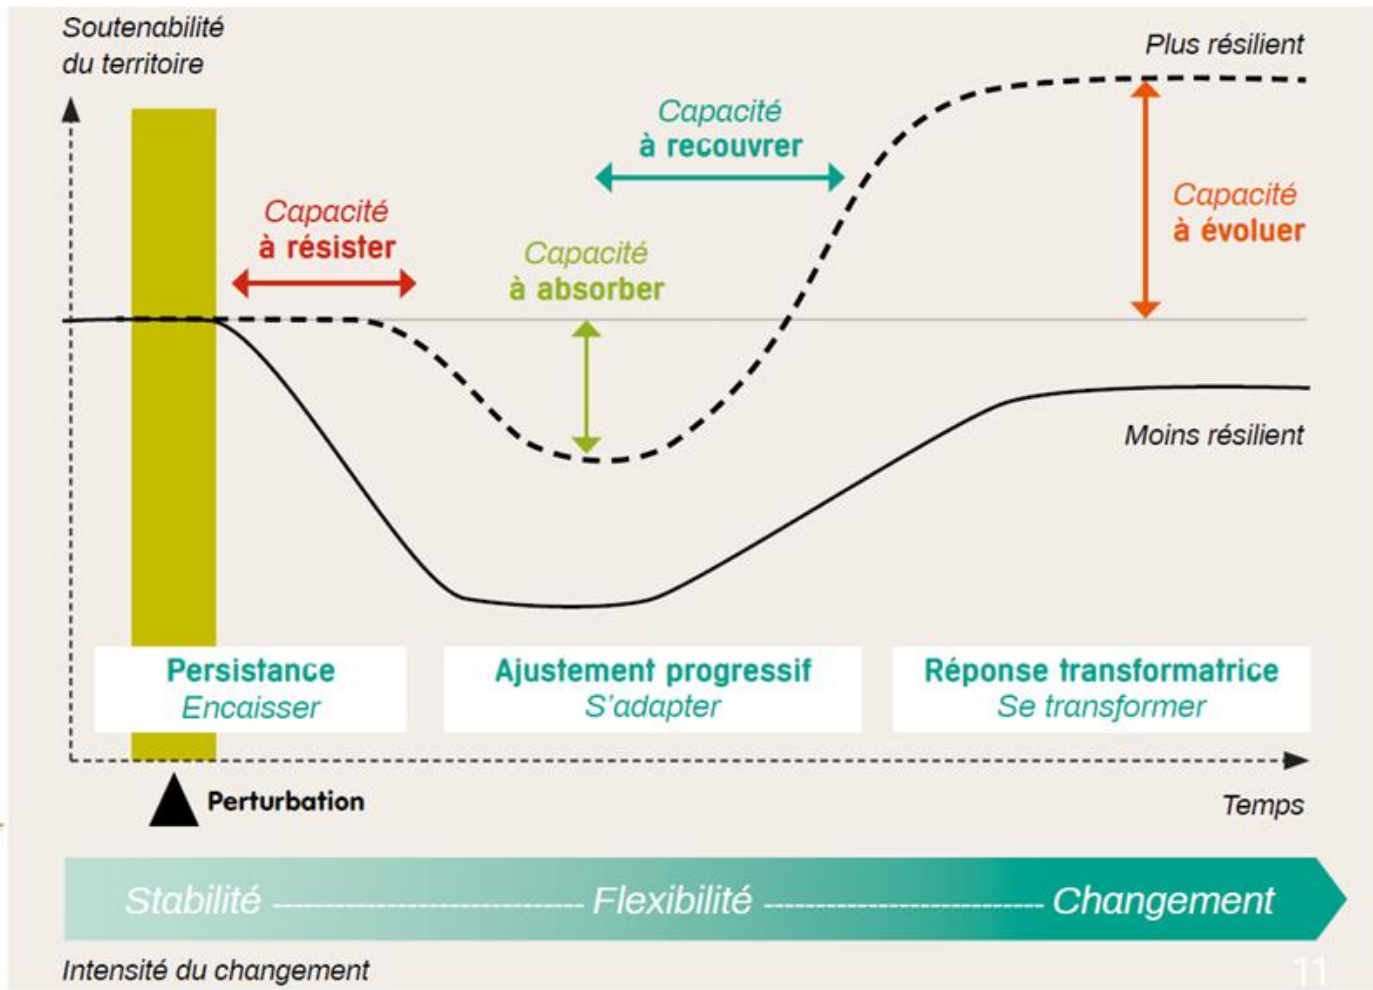 Soutenabilité
du territoire
Plus résilient
Capacité
à recouvrer
Capacité
à résister
Capacité
à absorber
Capacité
à évoluer
Moins résilient
Persistance
Encaisser
Ajustement progressif
S'adapter
Réponse transformatrice
Se transformer
Perturbation
Temps
Stabilité
Flexibilité
Changement
Intensité du changement
11